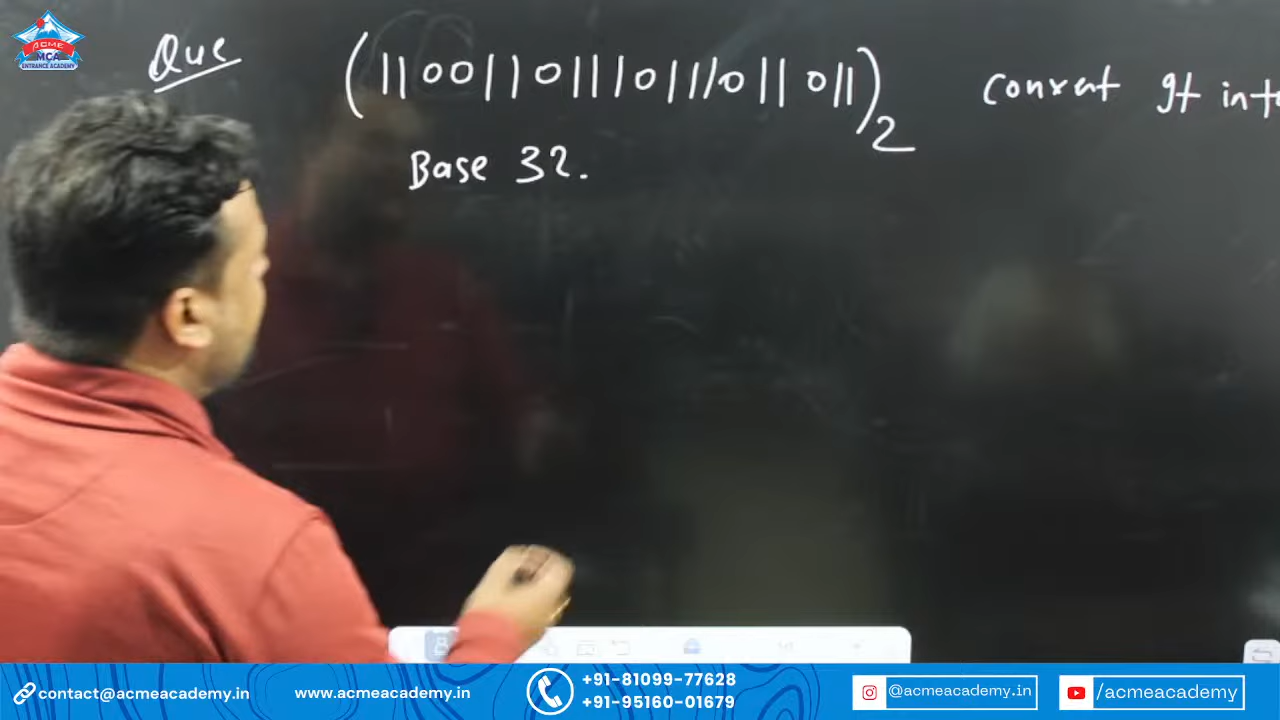 ACME
MCA
ENTRANCE ACADEMY
Que (11001101110111011011)2 convert It into
Base 32.
contact@acmeacademy.in
www.acmeacademy.in
+91-81099-77628
+91-95160-01679
@acmeacademy.in
/acmeacademy